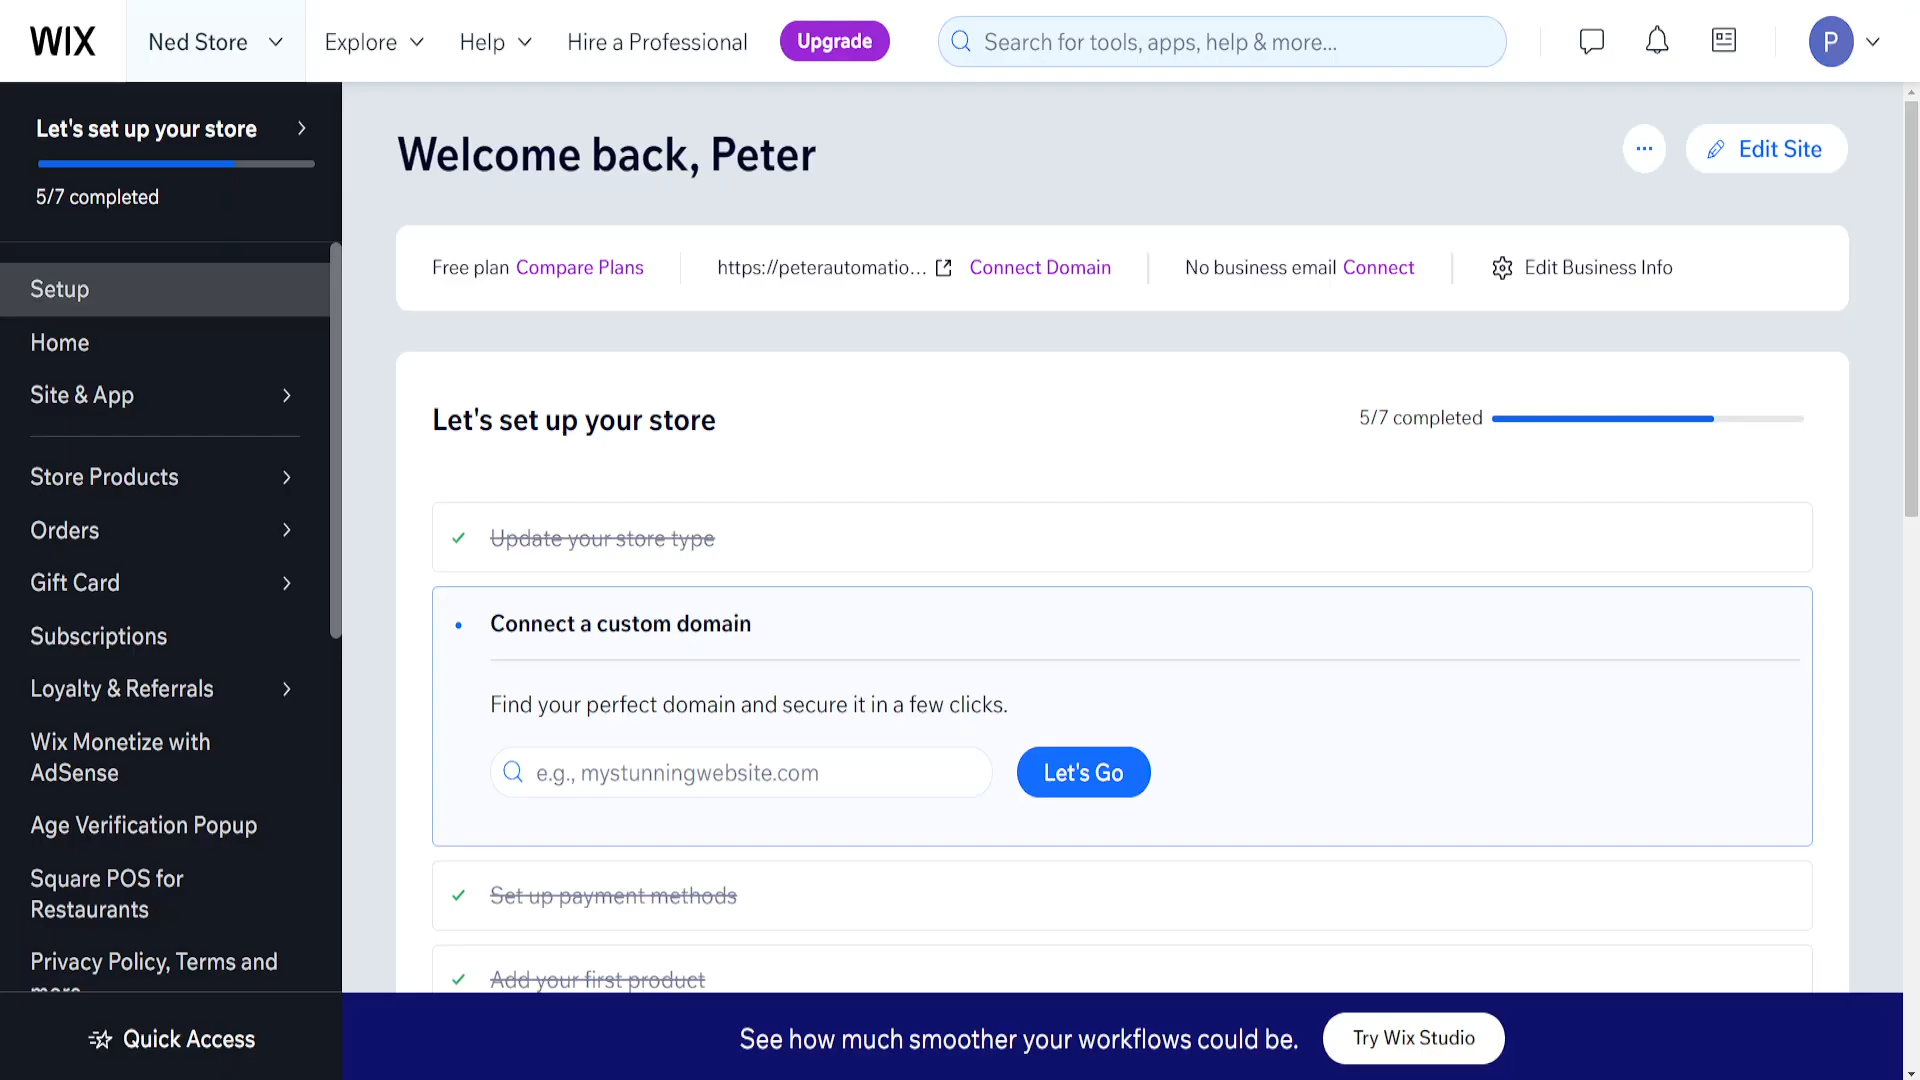 WIX
Ned Store
Explore
Help
Hire a Professional
Upgrade
Search for tools, apps, help & more...
P
Let's set up your store
5/7 completed
Setup
Home
Site & App
Store Products
Orders
Gift Card
Subscriptions
Loyalty & Referrals
Wix Monetize with
AdSense
Age Verification Popup
Square POS for
Restaurants
Privacy Policy, Terms and
more
Quick Access
Welcome back, Peter
Edit Site
Free plan Compare Plans
https://peterautomatio...
Connect Domain
No business email Connect
Edit Business Info
Let's set up your store
5/7 completed
Update your store type
Connect a custom domain
Find your perfect domain and secure it in a few clicks.
e.g., mystunningwebsite.com
Let's Go
Set up payment methods
Add your first product
See how much smoother your workflows could be.
Try Wix Studio